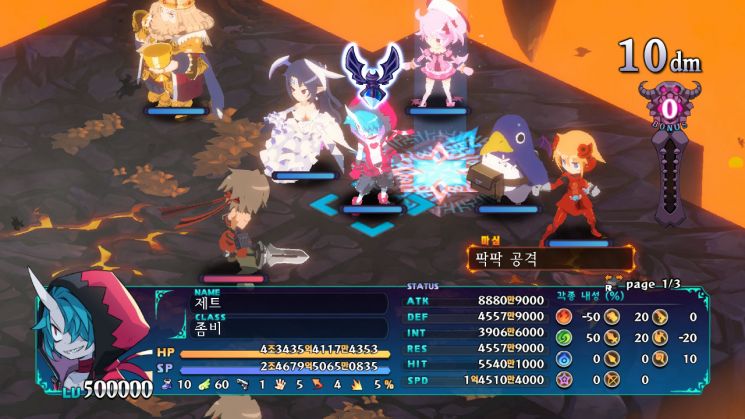 10 dm
0
BONUS
마심
팍팍 공격
R page 1/3
NAME
제트
CLASS
좀비
HP 4조3435억4117만4353
SP 2조4679억5065만0835
LV 500000
10 60 1 5 4 5%
STATUS
ATK 8880만9000
DEF 4557만9000
INT 3906만6000
RES 4557만9000
HIT 5540만1000
SPD 1억4510만4000
각종 내성 (%)
-50 20 0
50 20 -20
0 0 10
0 0